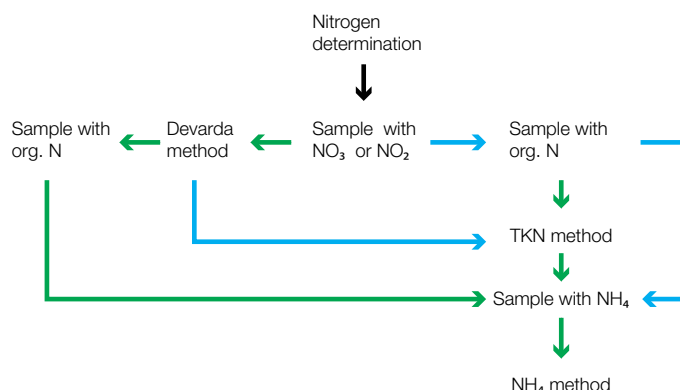 Nitrogen
determination
Sample with
org. N
Devarda
method
Sample with
NO₃ or NO₂
Sample with
org. N
TKN method
Sample with NH₄
NH₄ method